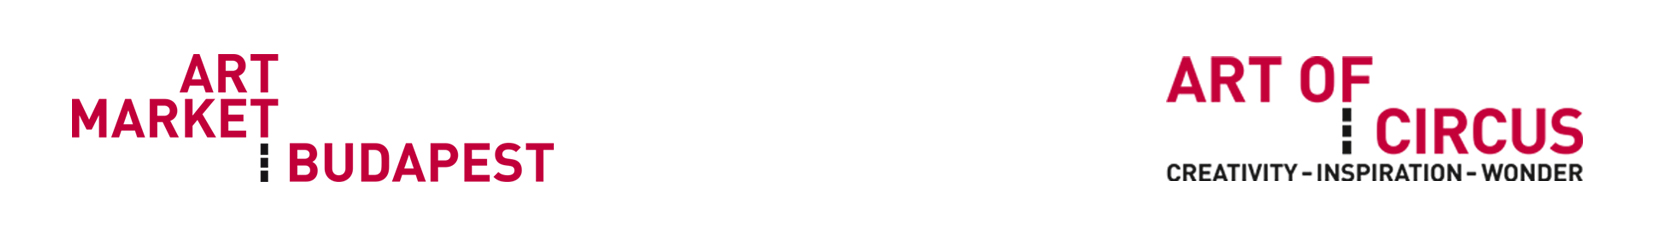 ART
MARKET
BUDAPEST
ART OF
CIRCUS
CREATIVITY - INSPIRATION - WONDER